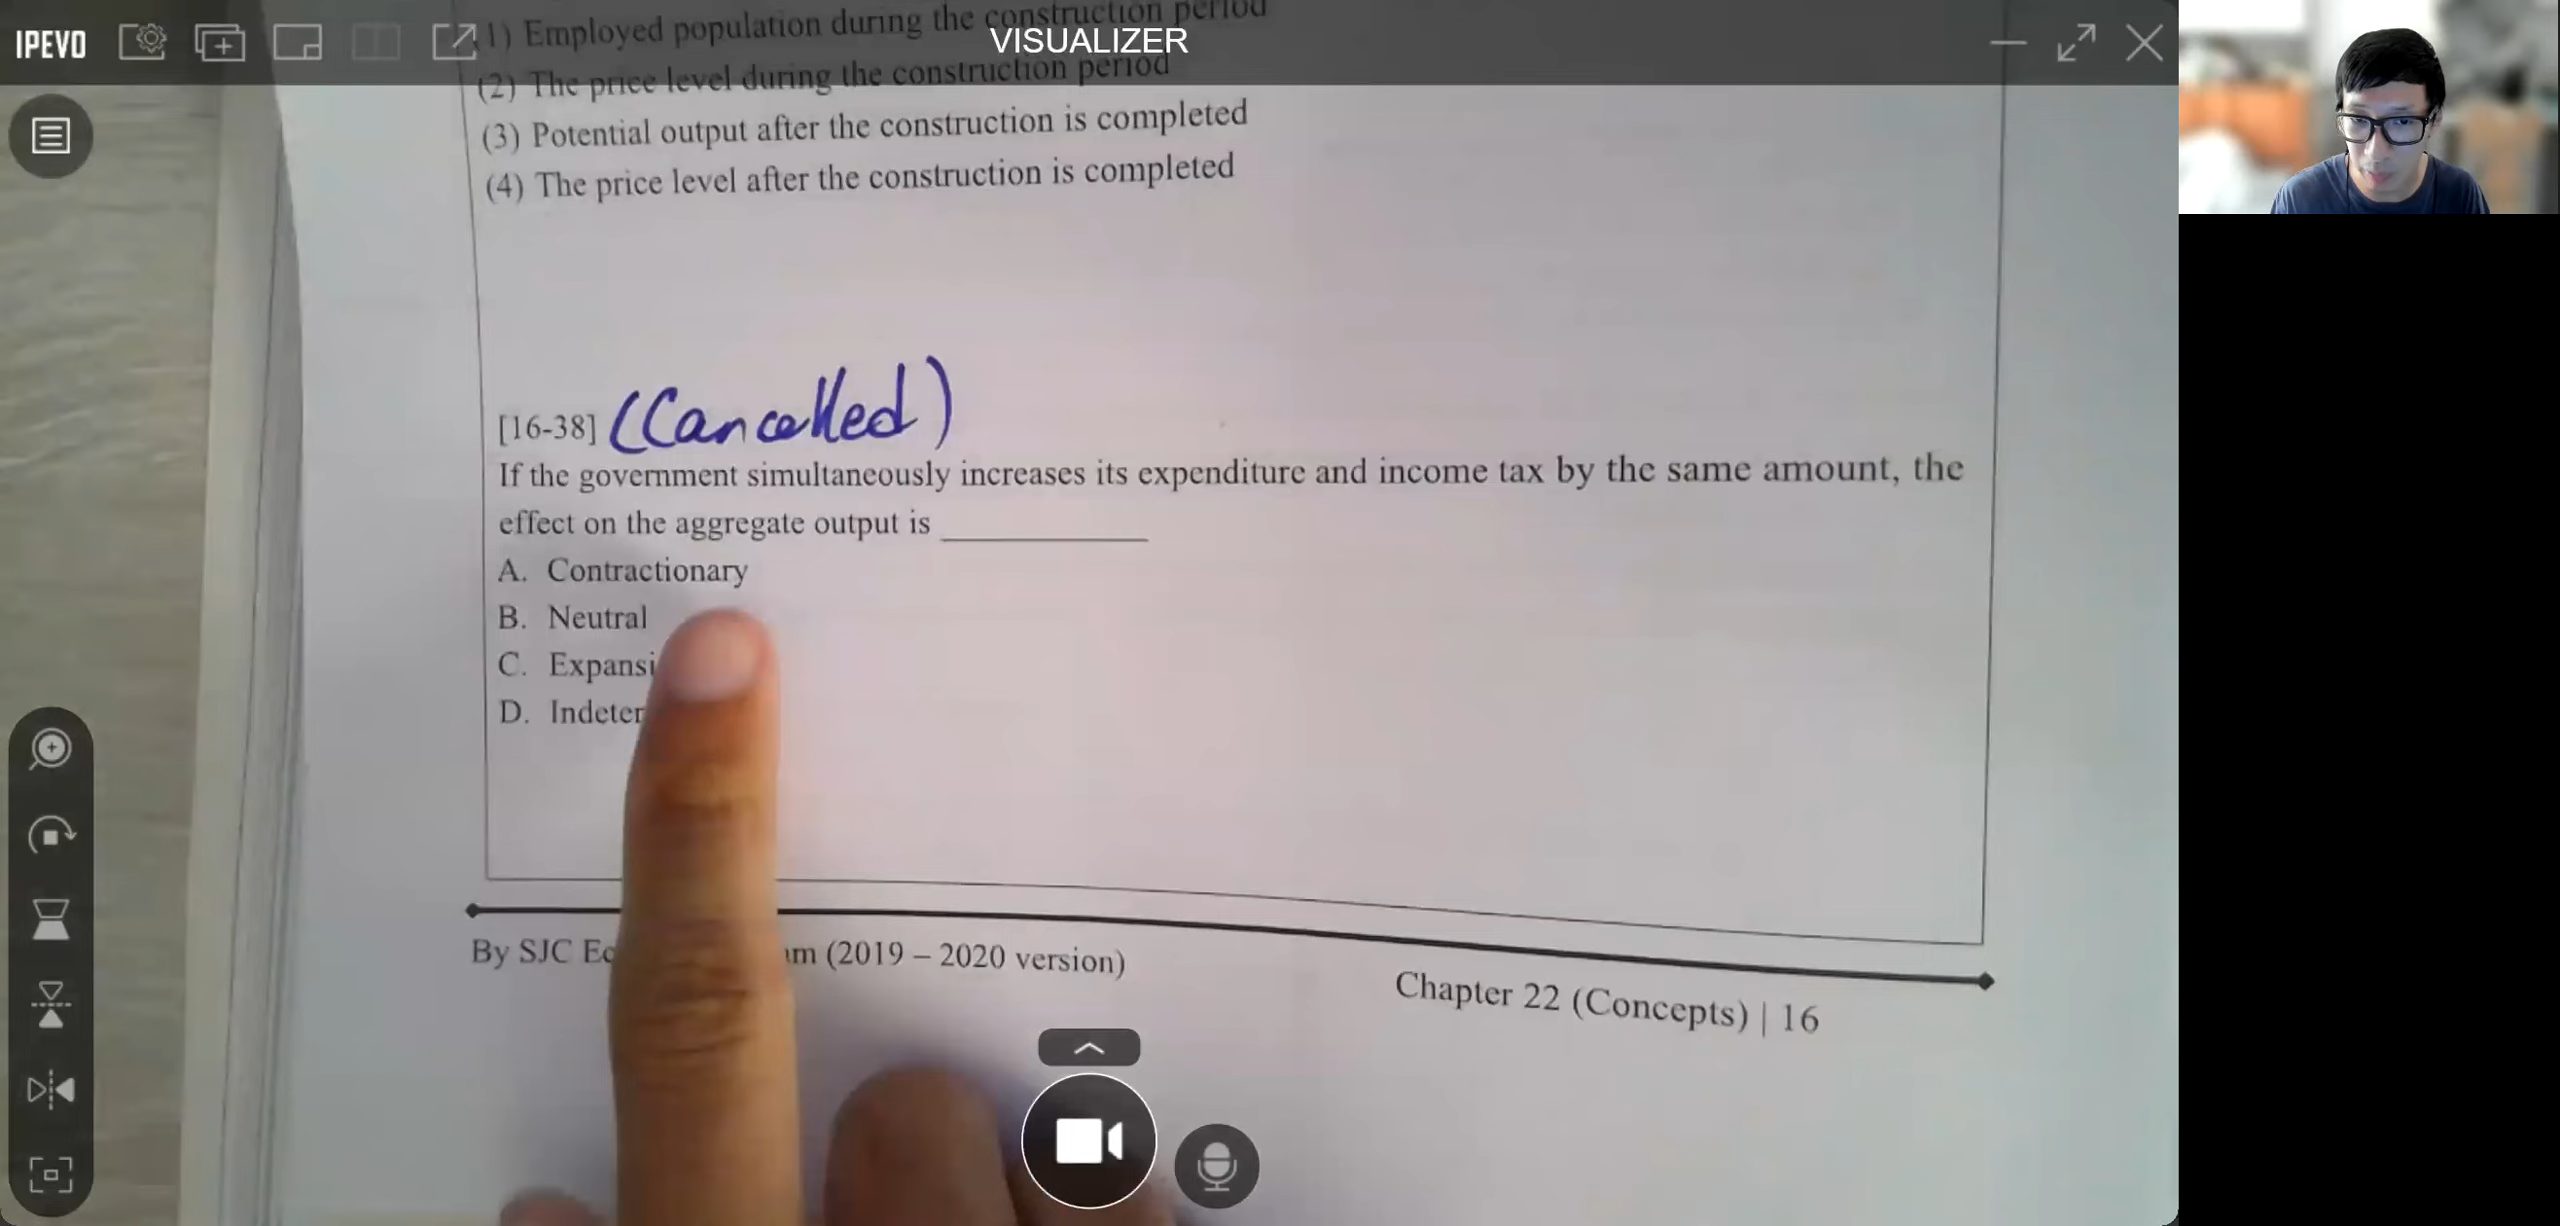 IPEVO
VISUALIZER
1) Employed population during the construction period
(2) The price level during the construction period
(3) Potential output after the construction is completed
(4) The price level after the construction is completed
[16-38] (Cancelled)
If the government simultaneously increases its expenditure and income tax by the same amount, the
effect on the aggregate output is ____________
A. Contractionary
B. Neutral
C. Expansi
D. Indeter
By SJC Ec m (2019 – 2020 version)
Chapter 22 (Concepts) | 16